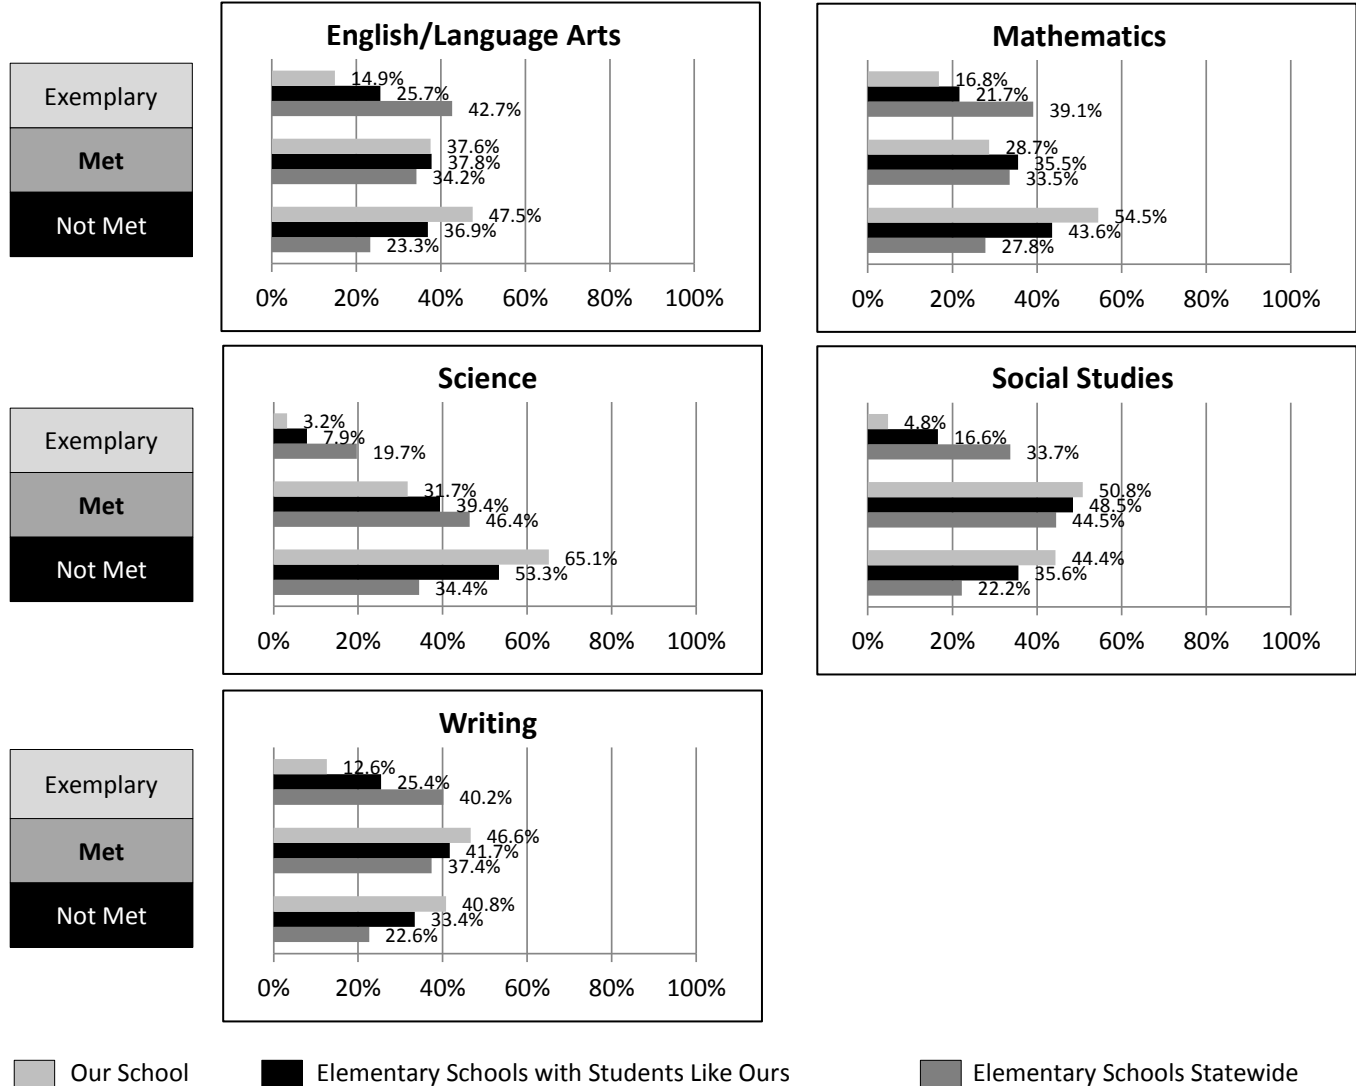 English/Language Arts
Exemplary
Met
Not Met
14.9%
25.7%
42.7%
37.6%
37.8%
34.2%
47.5%
36.9%
23.3%
0% 20% 40% 60% 80% 100%
Mathematics
16.8%
21.7%
39.1%
28.7%
35.5%
33.5%
54.5%
43.6%
27.8%
0% 20% 40% 60% 80% 100%
Science
Exemplary
Met
Not Met
3.2%
7.9%
19.7%
31.7%
39.4%
46.4%
65.1%
53.3%
34.4%
0% 20% 40% 60% 80% 100%
Social Studies
4.8%
16.6%
33.7%
50.8%
48.5%
44.5%
44.4%
35.6%
22.2%
0% 20% 40% 60% 80% 100%
Writing
Exemplary
Met
Not Met
12.6%
25.4%
40.2%
46.6%
41.7%
37.4%
40.8%
33.4%
22.6%
0% 20% 40% 60% 80% 100%
Our School Elementary Schools with Students Like Ours Elementary Schools Statewide